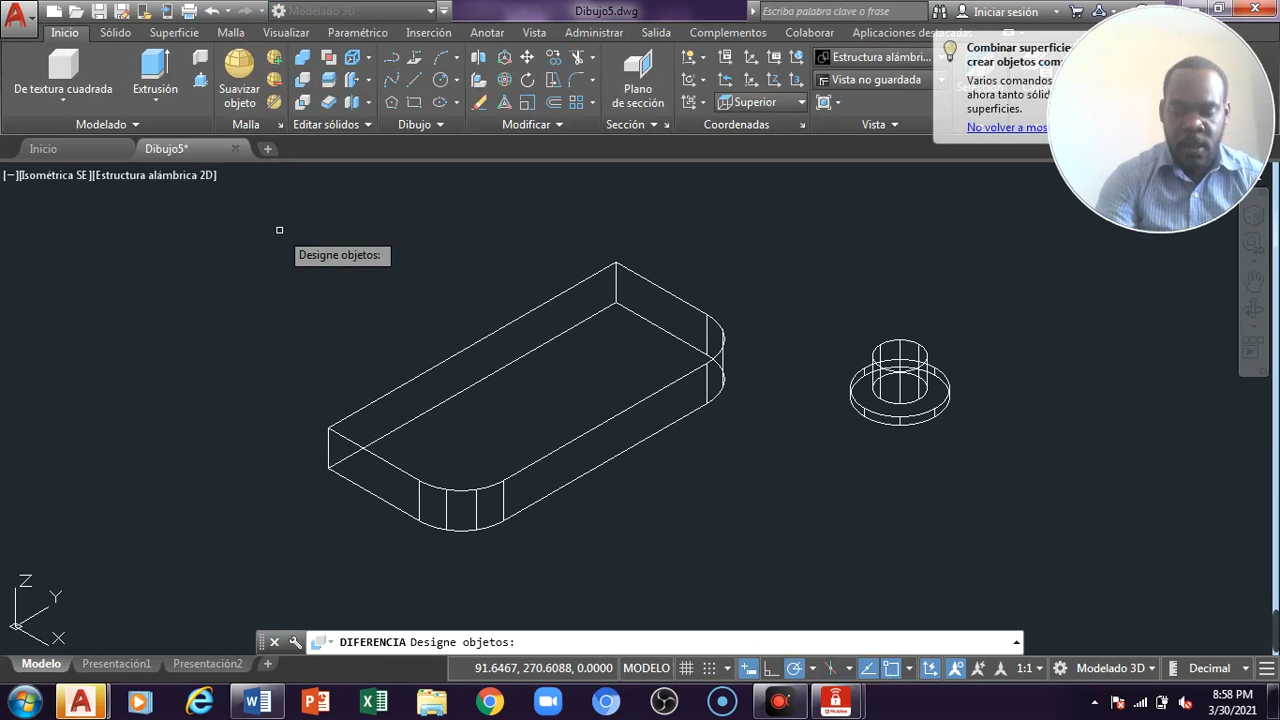 Modelado 3D
Dibujo5.dwg
Escriba palabra clave o frase
Iniciar sesión
Inicio
Sólido
Superficie
Malla
Visualizar
Paramétrico
Inserción
Anotar
Vista
Administrar
Salida
Complementos
Colaborar
Aplicaciones destacadas
De textura cuadrada
Extrusión
Suavizar objeto
Plano de sección
Estructura alámbric...
Vista no guardada
Superior
Modelado
Malla
Editar sólidos
Dibujo
Modificar
Sección
Coordenadas
Vista
Combinar superficie
crear objetos com
Varios comandos
ahora tanto sólid
superficies.
No volver a mos
Inicio
Dibujo5*
[−][Isométrica SE][Estructura alámbrica 2D]
Designe objetos:
Z
Y
X
DIFERENCIA Designe objetos:
Modelo
Presentación1
Presentación2
91.6467, 270.6088, 0.0000
MODELO
1:1
Modelado 3D
Decimal
8:58 PM
3/30/2021